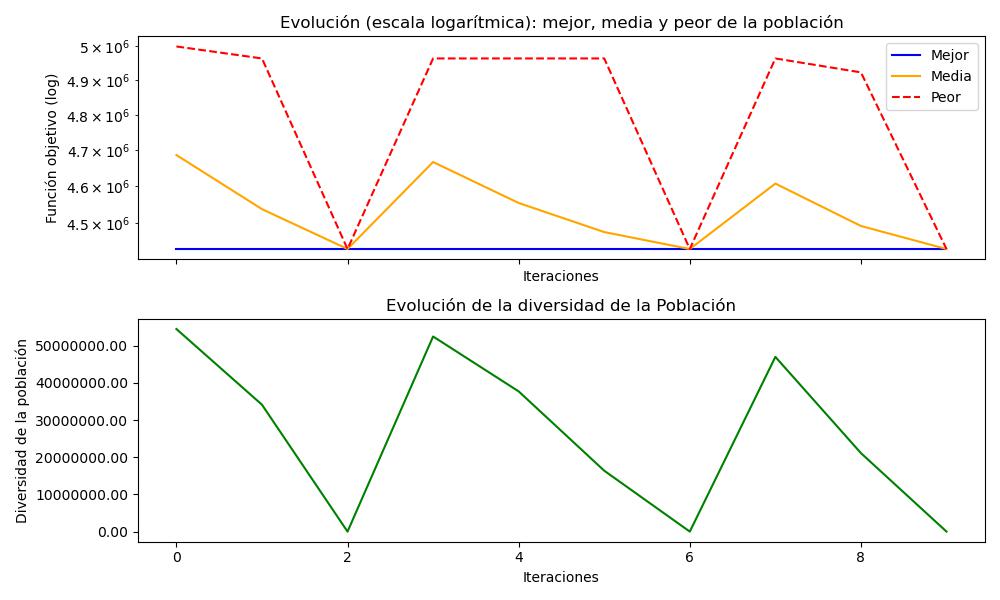 Evolución (escala logarítmica): mejor, media y peor de la población
Función objetivo (log)
5 × 10⁶
4.9 × 10⁶
4.8 × 10⁶
4.7 × 10⁶
4.6 × 10⁶
4.5 × 10⁶
Mejor
Media
Peor
Iteraciones
Evolución de la diversidad de la Población
Diversidad de la población
50000000.00
40000000.00
30000000.00
20000000.00
10000000.00
0.00
0 2 4 6 8
Iteraciones